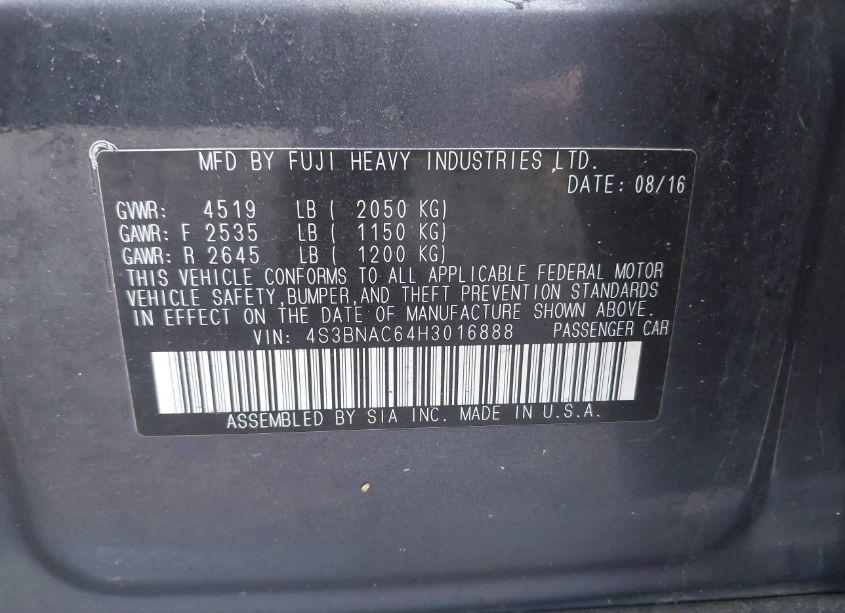 MFD BY FUJI HEAVY INDUSTRIES,LTD.
DATE: 08/16
GVWR: 4519 LB ( 2050 KG)
GAWR: F 2535 LB ( 1150 KG)
GAWR: R 2645 LB ( 1200 KG)
THIS VEHICLE CONFORMS TO ALL APPLICABLE FEDERAL MOTOR
VEHICLE SAFETY,BUMPER,AND THEFT PREVENTION STANDARDS
IN EFFECT ON THE DATE OF MANUFACTURE SHOWN ABOVE.
VIN: 4S3BNAC64H3016888 PASSENGER CAR
ASSEMBLED BY SIA INC. MADE IN U.S.A.